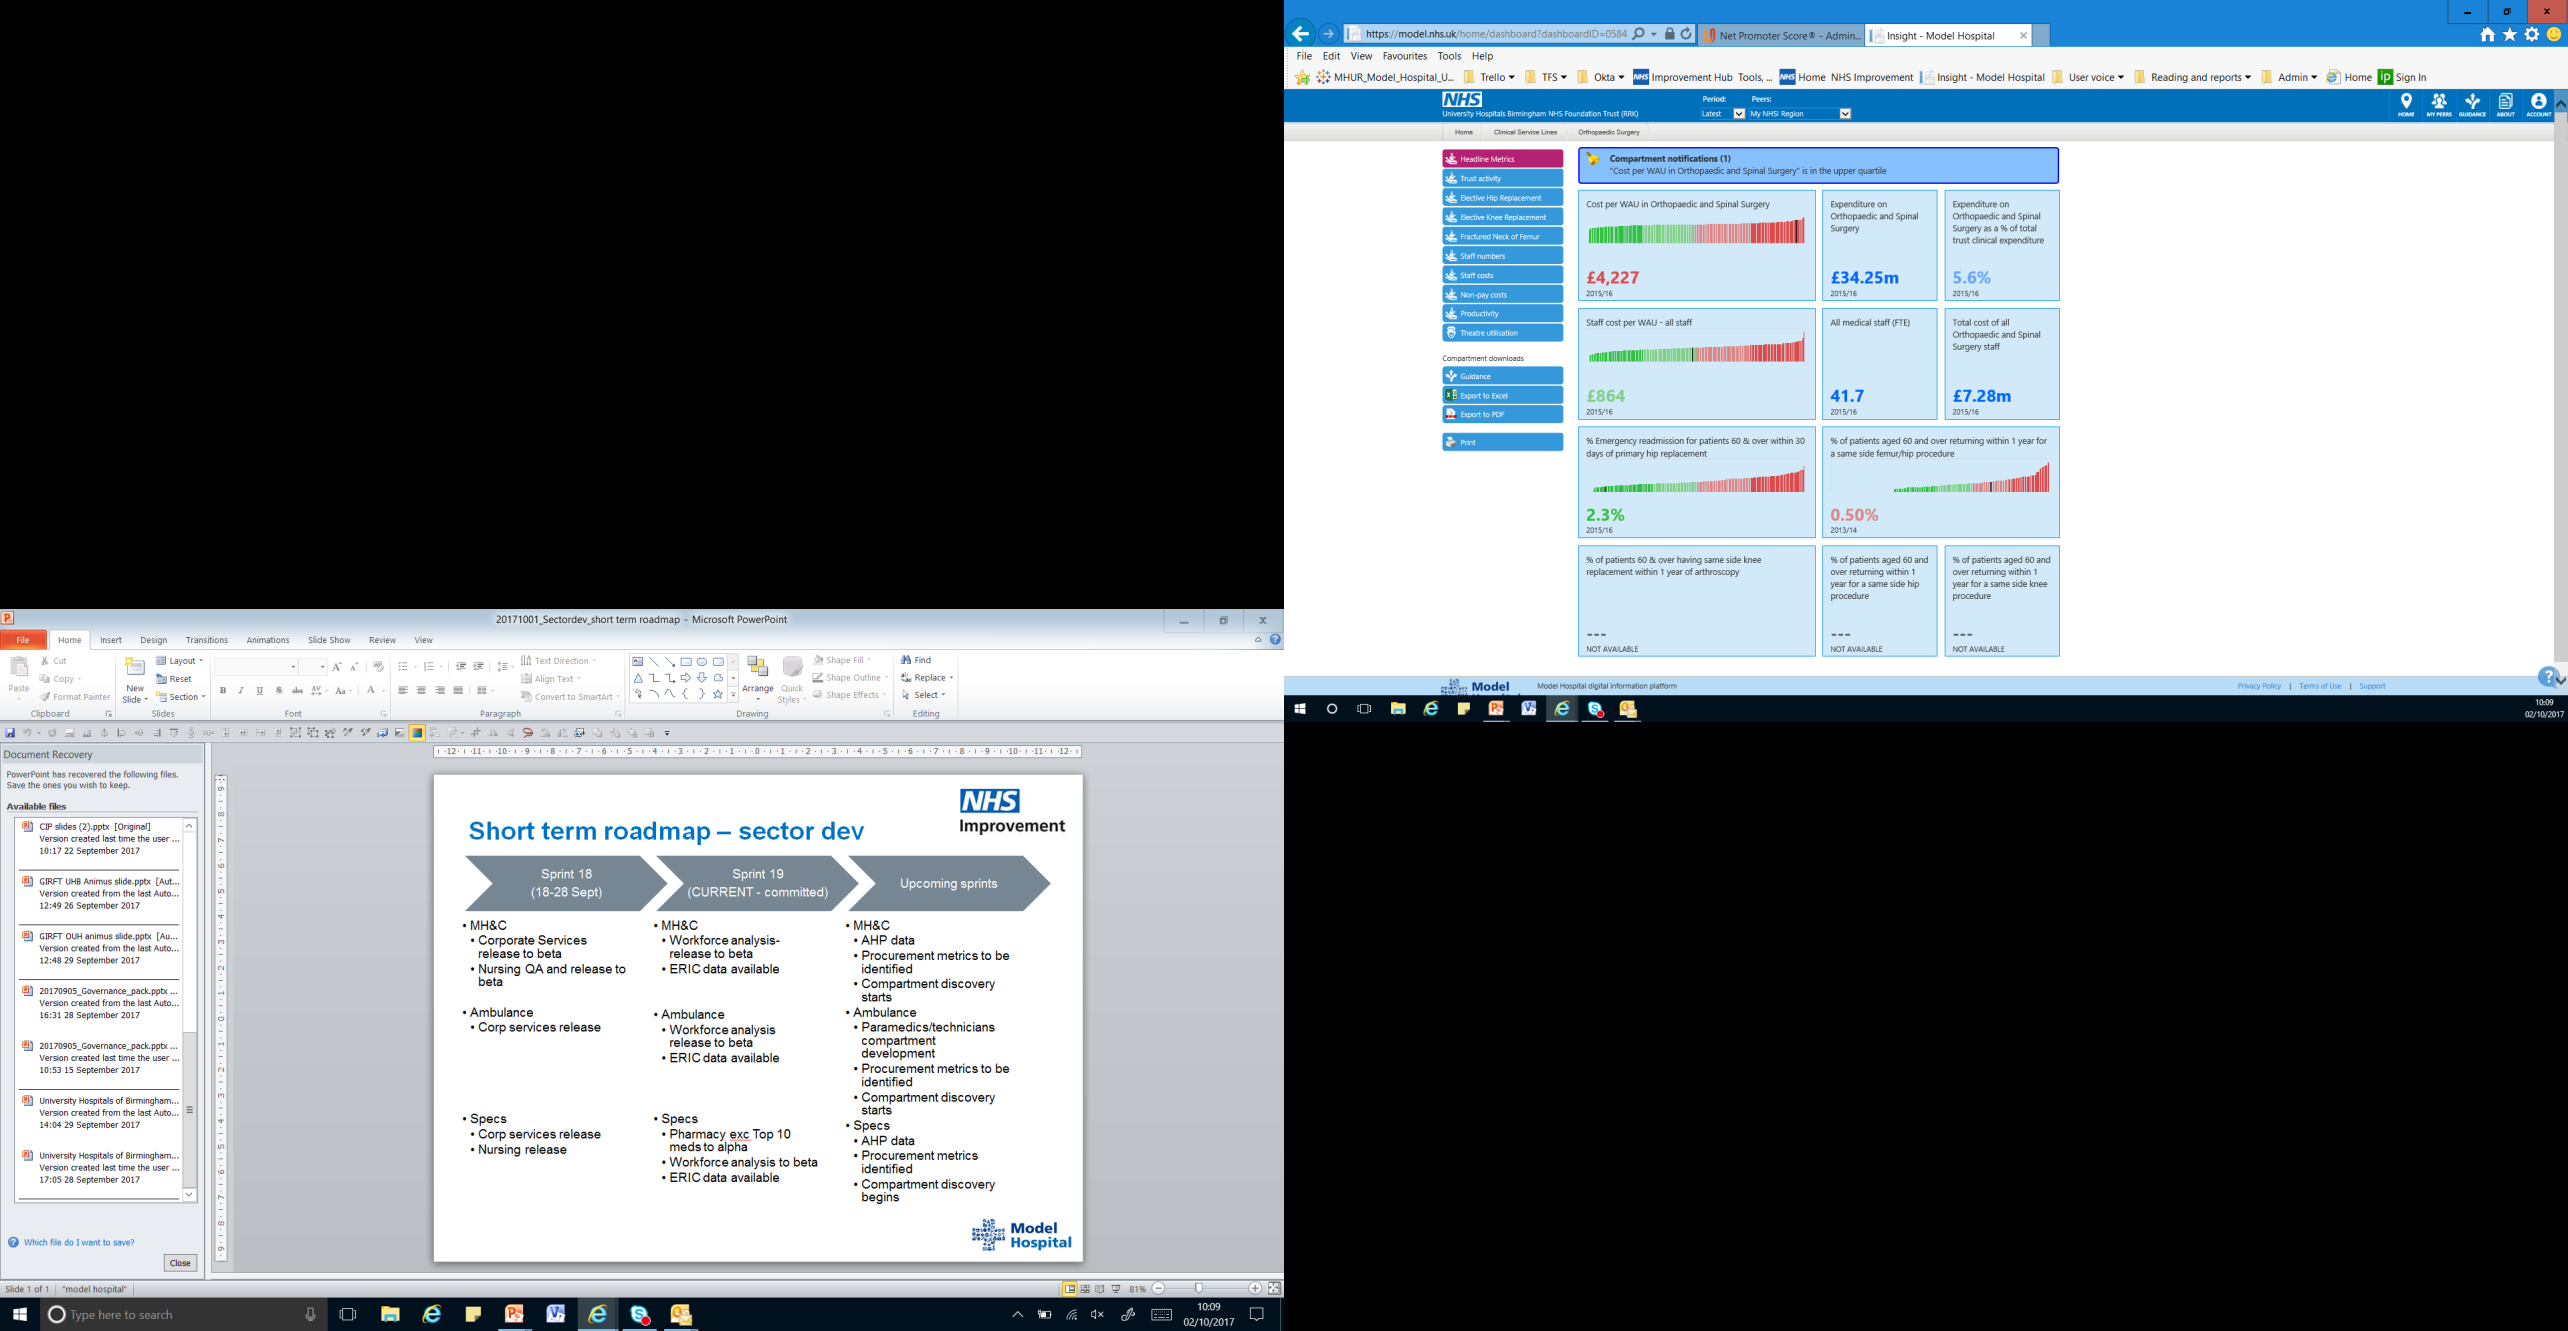 https://model.nhs.uk/home/dashboard?dashboardID=0584
Net Promoter Score® - Admin...
Insight - Model Hospital
File Edit View Favourites Tools Help
MHUR_Model_Hospital_U... Trello TFS Okta Improvement Hub Tools, ... Home NHS Improvement Insight - Model Hospital User voice Reading and reports Admin Home Sign In
NHS
University Hospitals Birmingham NHS Foundation Trust (RRK)
Period: Peers:
Latest My NHSI Region
HOME MY PEERS GUIDANCE ABOUT ACCOUNT
Home Clinical Service Lines Orthopaedic Surgery
Headline Metrics
Trust activity
Elective Hip Replacement
Elective Knee Replacement
Fractured Neck of Femur
Staff numbers
Staff costs
Non-pay costs
Productivity
Theatre utilisation
Compartment downloads
Guidance
Export to Excel
Export to PDF
Print
Compartment notifications (1)
"Cost per WAU in Orthopaedic and Spinal Surgery" is in the upper quartile
Cost per WAU in Orthopaedic and Spinal Surgery
£4,227
2015/16
Expenditure on
Orthopaedic and Spinal
Surgery
£34.25m
2015/16
Expenditure on
Orthopaedic and Spinal
Surgery as a % of total
trust clinical expenditure
5.6%
2015/16
Staff cost per WAU - all staff
£864
2015/16
All medical staff (FTE)
41.7
2015/16
Total cost of all
Orthopaedic and Spinal
Surgery staff
£7.28m
2015/16
% Emergency readmission for patients 60 & over within 30
days of primary hip replacement
2.3%
2015/16
% of patients aged 60 and over returning within 1 year for
a same side femur/hip procedure
0.50%
2013/14
% of patients 60 & over having same side knee
replacement within 1 year of arthroscopy
---
NOT AVAILABLE
% of patients aged 60 and
over returning within 1
year for a same side hip
procedure
---
NOT AVAILABLE
% of patients aged 60 and
over returning within 1
year for a same side knee
procedure
---
NOT AVAILABLE
Model
Model Hospital digital information platform
Privacy Policy | Terms of Use | Support
10:09
02/10/2017
20171001_Sectordev_short term roadmap - Microsoft PowerPoint
File Home Insert Design Transitions Animations Slide Show Review View
Paste
Cut
Copy
Format Painter
Clipboard
New
Slide
Layout
Reset
Section
Slides
Font
Text Direction
Align Text
Convert to SmartArt
Paragraph
Arrange
Quick
Styles
Shape Fill
Shape Outline
Shape Effects
Drawing
Find
Replace
Select
Editing
Document Recovery
PowerPoint has recovered the following files.
Save the ones you wish to keep.
Available files
CIP slides (2).pptx [Original]
Version created last time the user ...
10:17 22 September 2017
GIRFT UHB Animus slide.pptx [Aut...
Version created from the last Auto...
12:49 26 September 2017
GIRFT OUH animus slide.pptx [Au...
Version created from the last Auto...
12:48 29 September 2017
20170905_Governance_pack.pptx ...
Version created from the last Auto...
16:31 28 September 2017
20170905_Governance_pack.pptx ...
Version created last time the user ...
10:53 15 September 2017
University Hospitals of Birmingham...
Version created from the last Auto...
14:04 29 September 2017
University Hospitals of Birmingham...
Version created last time the user ...
17:05 28 September 2017
Which file do I want to save?
Close
NHS
Improvement
Short term roadmap – sector dev
Sprint 18
(18-28 Sept)
Sprint 19
(CURRENT - committed)
Upcoming sprints
• MH&C
• Corporate Services
release to beta
• Nursing QA and release to
beta
• Ambulance
• Corp services release
• Specs
• Corp services release
• Nursing release
• MH&C
• Workforce analysis-
release to beta
• ERIC data available
• Ambulance
• Workforce analysis
release to beta
• ERIC data available
• Specs
• Pharmacy exc Top 10
meds to alpha
• Workforce analysis to beta
• ERIC data available
• MH&C
• AHP data
• Procurement metrics to be
identified
• Compartment discovery
starts
• Ambulance
• Paramedics/technicians
compartment
development
• Procurement metrics to be
identified
• Compartment discovery
starts
• Specs
• AHP data
• Procurement metrics
identified
• Compartment discovery
begins
Model
Hospital
Slide 1 of 1 "model hospital"
81%
Type here to search
10:09
02/10/2017